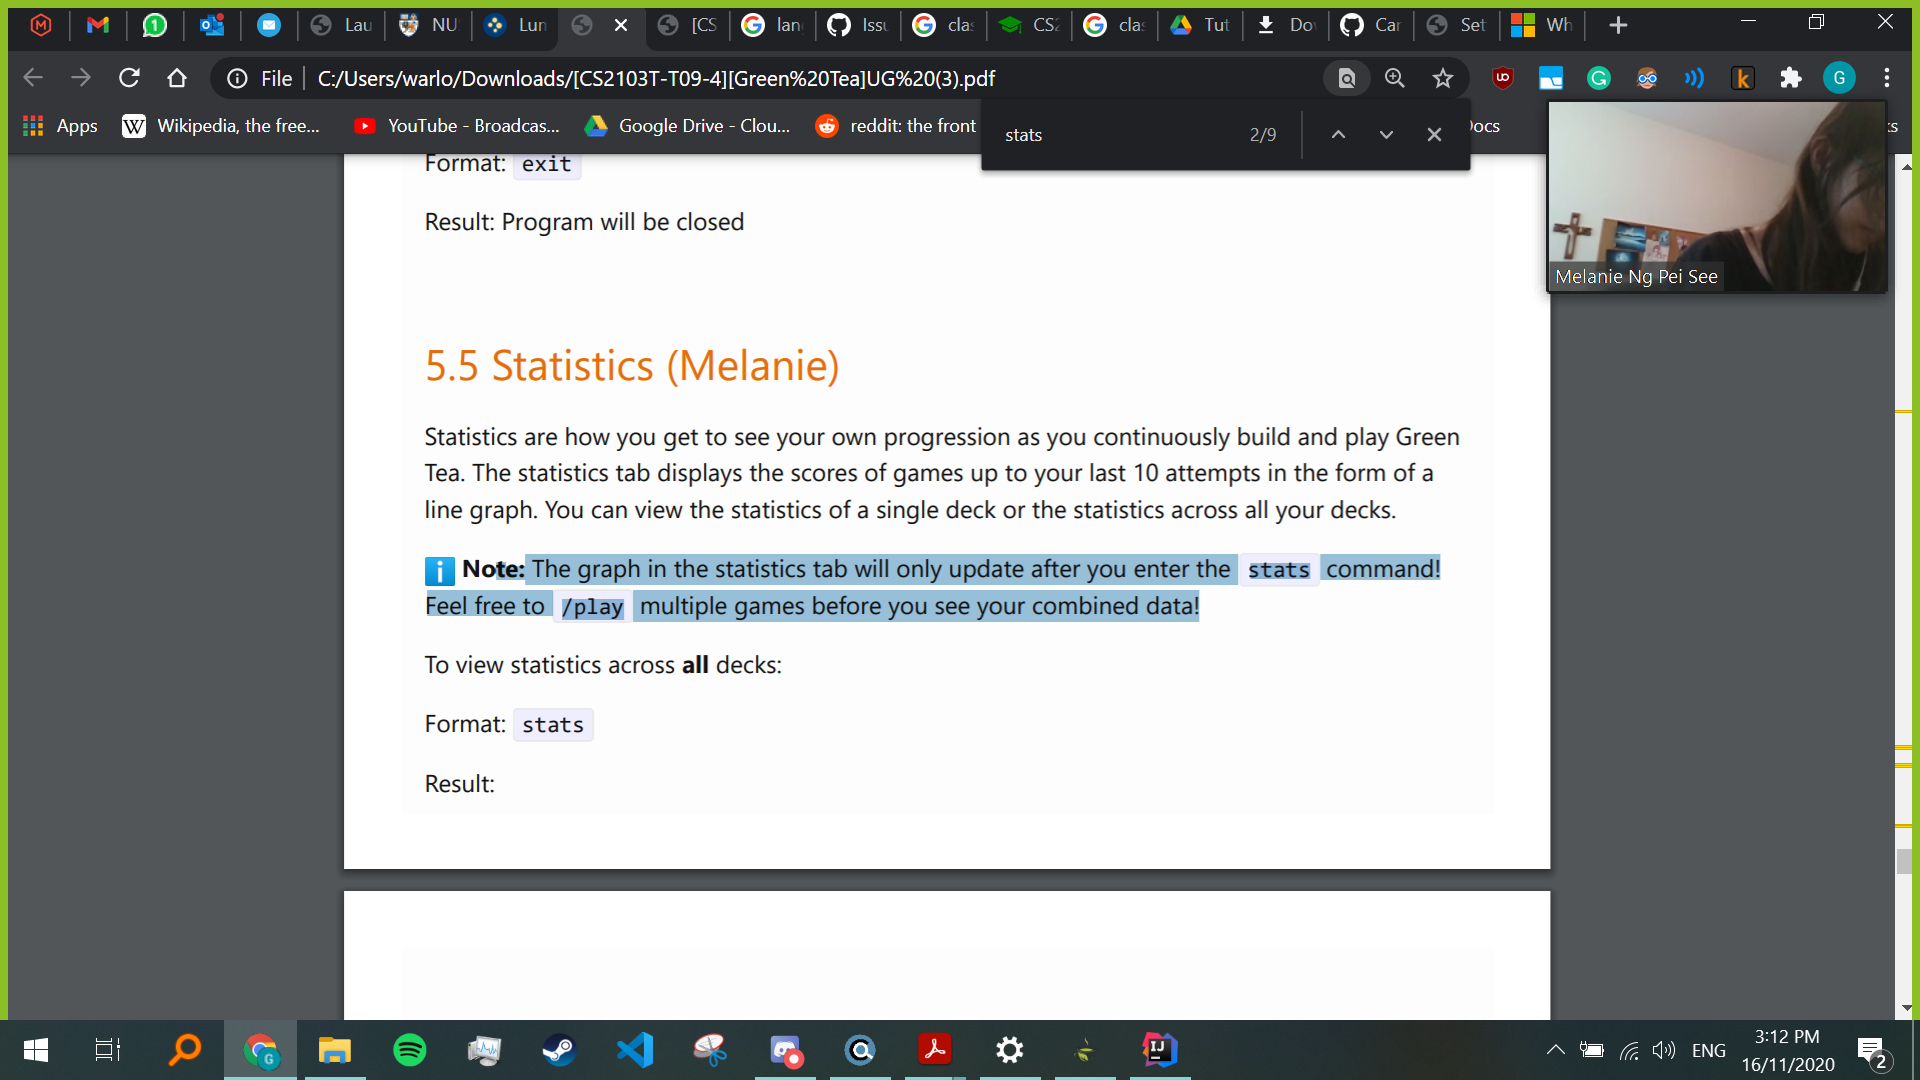 Lau
NU
Lun
[CS
lan
Issu
clas
CS2
clas
Tut
Do
Car
Set
Wh
File
C:/Users/warlo/Downloads/[CS2103T-T09-4][Green%20Tea]UG%20(3).pdf
Apps
Wikipedia, the free...
YouTube - Broadcas...
Google Drive - Clou...
reddit: the front
stats
2/9
Docs
ks
Format: exit
Result: Program will be closed
Melanie Ng Pei See
5.5 Statistics (Melanie)
Statistics are how you get to see your own progression as you continuously build and play Green
Tea. The statistics tab displays the scores of games up to your last 10 attempts in the form of a
line graph. You can view the statistics of a single deck or the statistics across all your decks.
Note: The graph in the statistics tab will only update after you enter the stats command!
Feel free to /play multiple games before you see your combined data!
To view statistics across all decks:
Format: stats
Result:
3:12 PM
ENG
16/11/2020
2